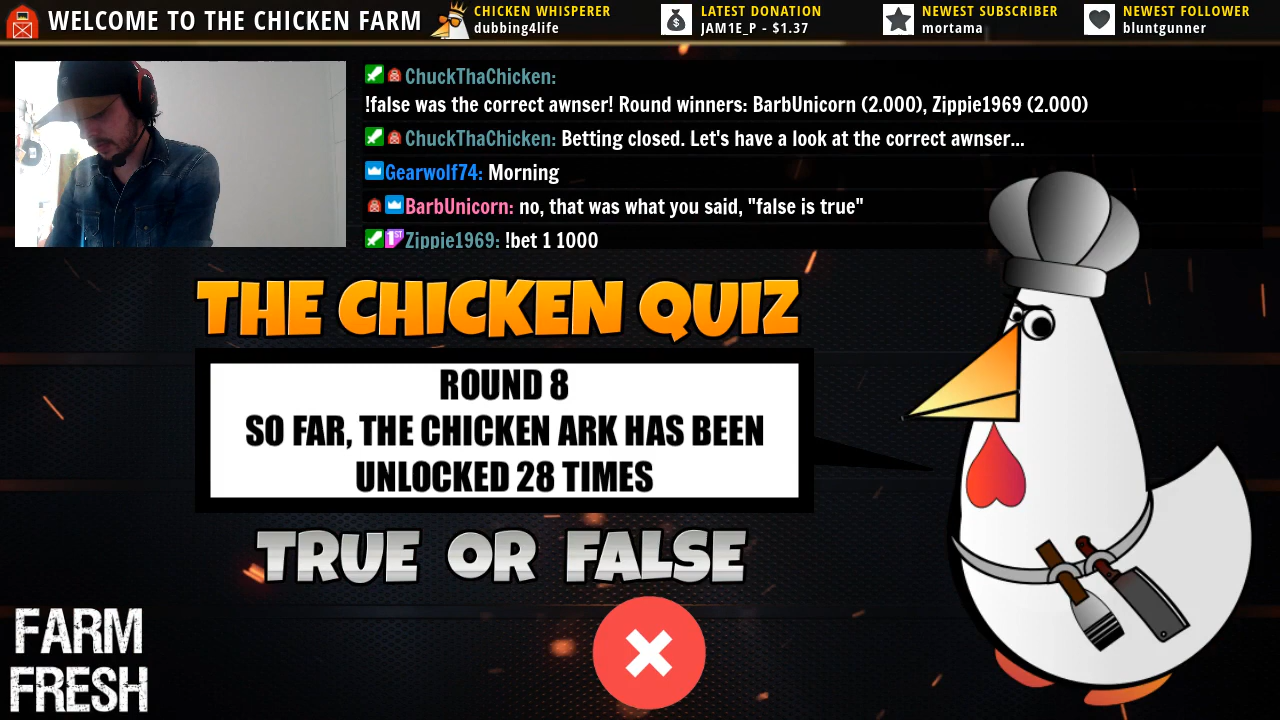 WELCOME TO THE CHICKEN FARM
CHICKEN WHISPERER
dubbing4life
LATEST DONATION
JAM1E_P - $1.37
NEWEST SUBSCRIBER
mortama
NEWEST FOLLOWER
bluntgunner
ChuckThaChicken:
!false was the correct awnser! Round winners: BarbUnicorn (2.000), Zippie1969 (2.000)
ChuckThaChicken: Betting closed. Let's have a look at the correct awnser...
Gearwolf74: Morning
BarbUnicorn: no, that was what you said, "false is true"
1ST Zippie1969: !bet 1 1000
THE CHICKEN QUIZ
ROUND 8
SO FAR, THE CHICKEN ARK HAS BEEN
UNLOCKED 28 TIMES
TRUE OR FALSE
FARM
FRESH